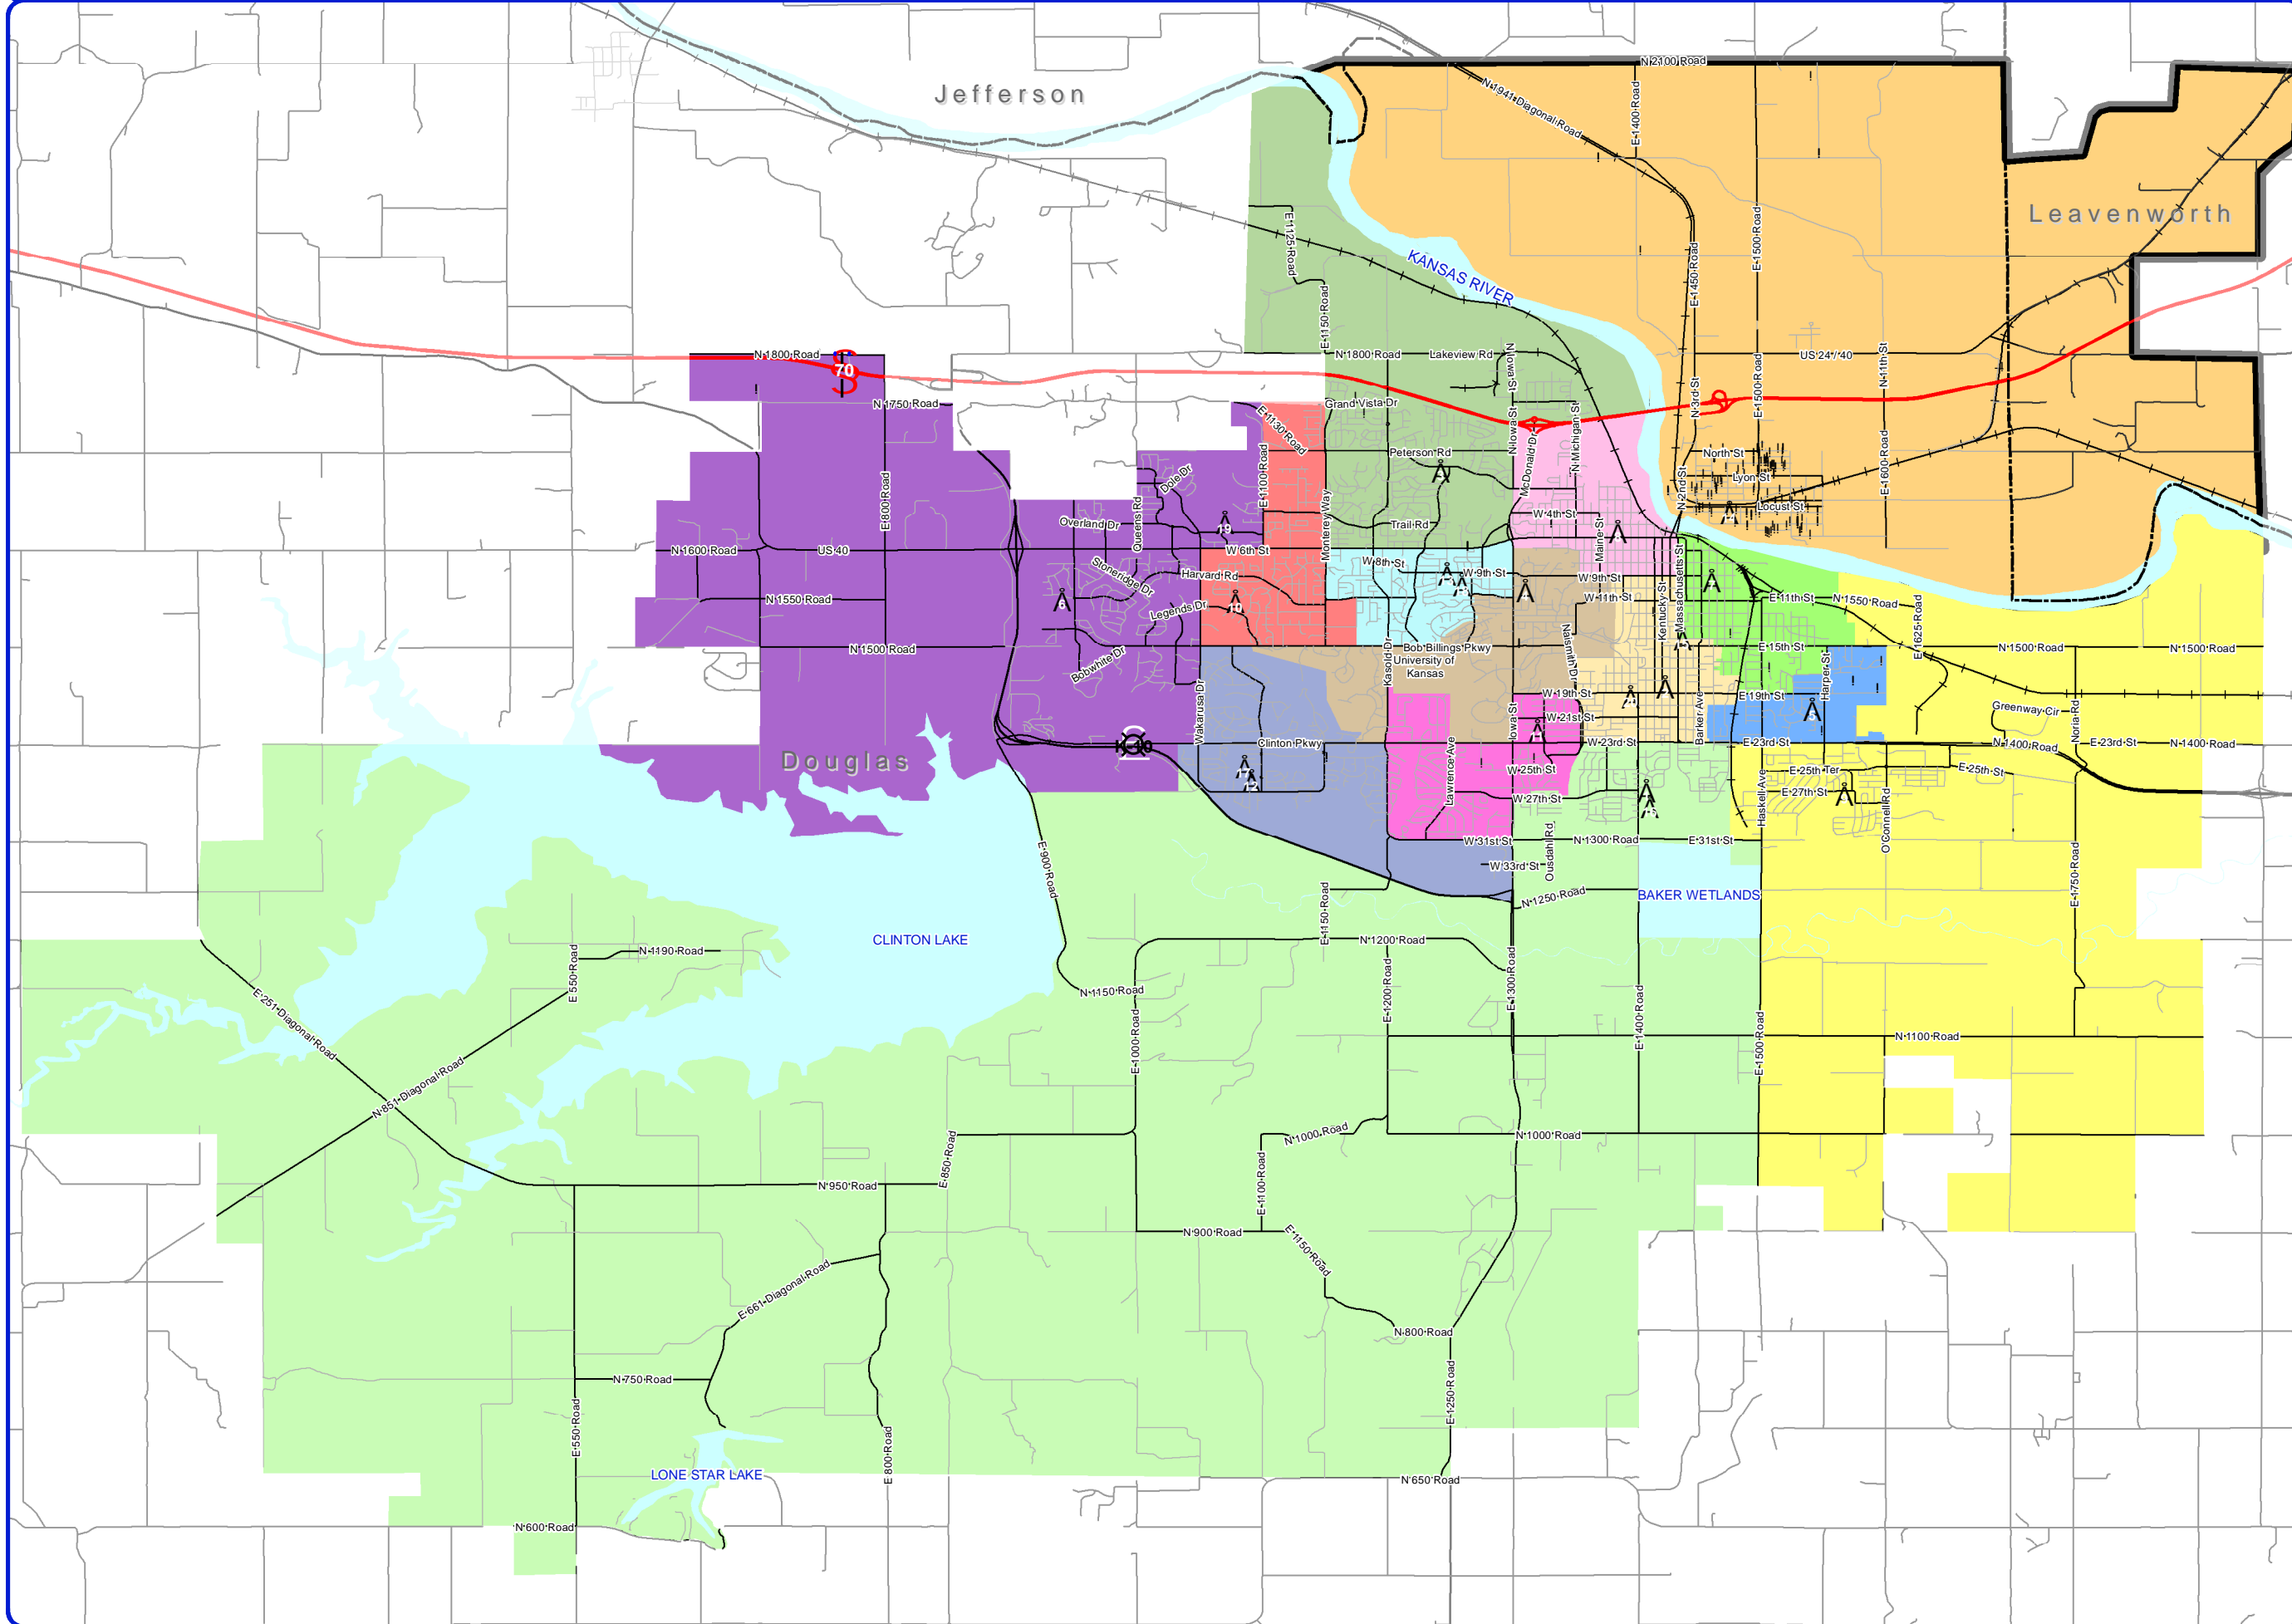 N 2100 Road
Jefferson
N 1941 Diagonal Road
E 1400 Road
Leavenworth
E 1125 Road
E 1500 Road
KANSAS RIVER
E 1450 Road
E 1150 Road
N 1800 Road
70
N 1800 Road
Lakeview Rd
N Iowa St
US 24 / 40
N 11th St
E 1500 Road
N 3rd St
N 1750 Road
Grand Vista Dr
E 1130 Road
N Iowa St
N Michigan St
McDonald Dr
Peterson Rd
North St
E 1600 Road
Dole Dr
E 1100 Road
Lyon St
N 2nd St
E 800 Road
Queens Rd
Monterey Way
Locust St
W 4th St
Overland Dr
19
Trail Rd
Maine St
N 1600 Road
US 40
W 6th St
Massachusetts St
W 8th St
W 9th St
Stoneridge Dr
Harvard Rd
W 9th St
N 1550 Road
6
10
Legends Dr
W 11th St
Kentucky St
E 11th St
N 1550 Road
E 1625 Road
N 1500 Road
Bobwhite Dr
Kasold Dr
Bob Billings Pkwy
University of
Kansas
Naismith Dr
E 15th St
N 1500 Road
N 1500 Road
Harper St
Wakarusa Dr
W 19th St
E 19th St
Barker Ave
Iowa St
W 21st St
5
Greenway Cir
Noria Rd
K-10
Clinton Pkwy
W 23rd St
E 23rd St
N 1400 Road
E 23rd St
N 1400 Road
Douglas
12
Lawrence Ave
W 25th St
E 25th Ter
E 25th St
Haskell Ave
W 27th St
E 27th St
O'Connell Rd
W 31st St
N 1300 Road
E 31st St
E 900 Road
W 33rd St
Ousdahl Rd
E 1750 Road
E 1150 Road
N 1250 Road
BAKER WETLANDS
CLINTON LAKE
N 1200 Road
N 1190 Road
E 550 Road
E 1200 Road
E 1300 Road
N 1150 Road
E 251 Diagonal Road
E 1000 Road
E 1400 Road
E 1500 Road
N 1100 Road
N 851 Diagonal Road
N 1000 Road
N 1000 Road
E 850 Road
E 1100 Road
N 950 Road
N 900 Road
E 1150 Road
E 661 Diagonal Road
N 800 Road
N 750 Road
E 1250 Road
E 550 Road
E 800 Road
LONE STAR LAKE
N 650 Road
N 600 Road